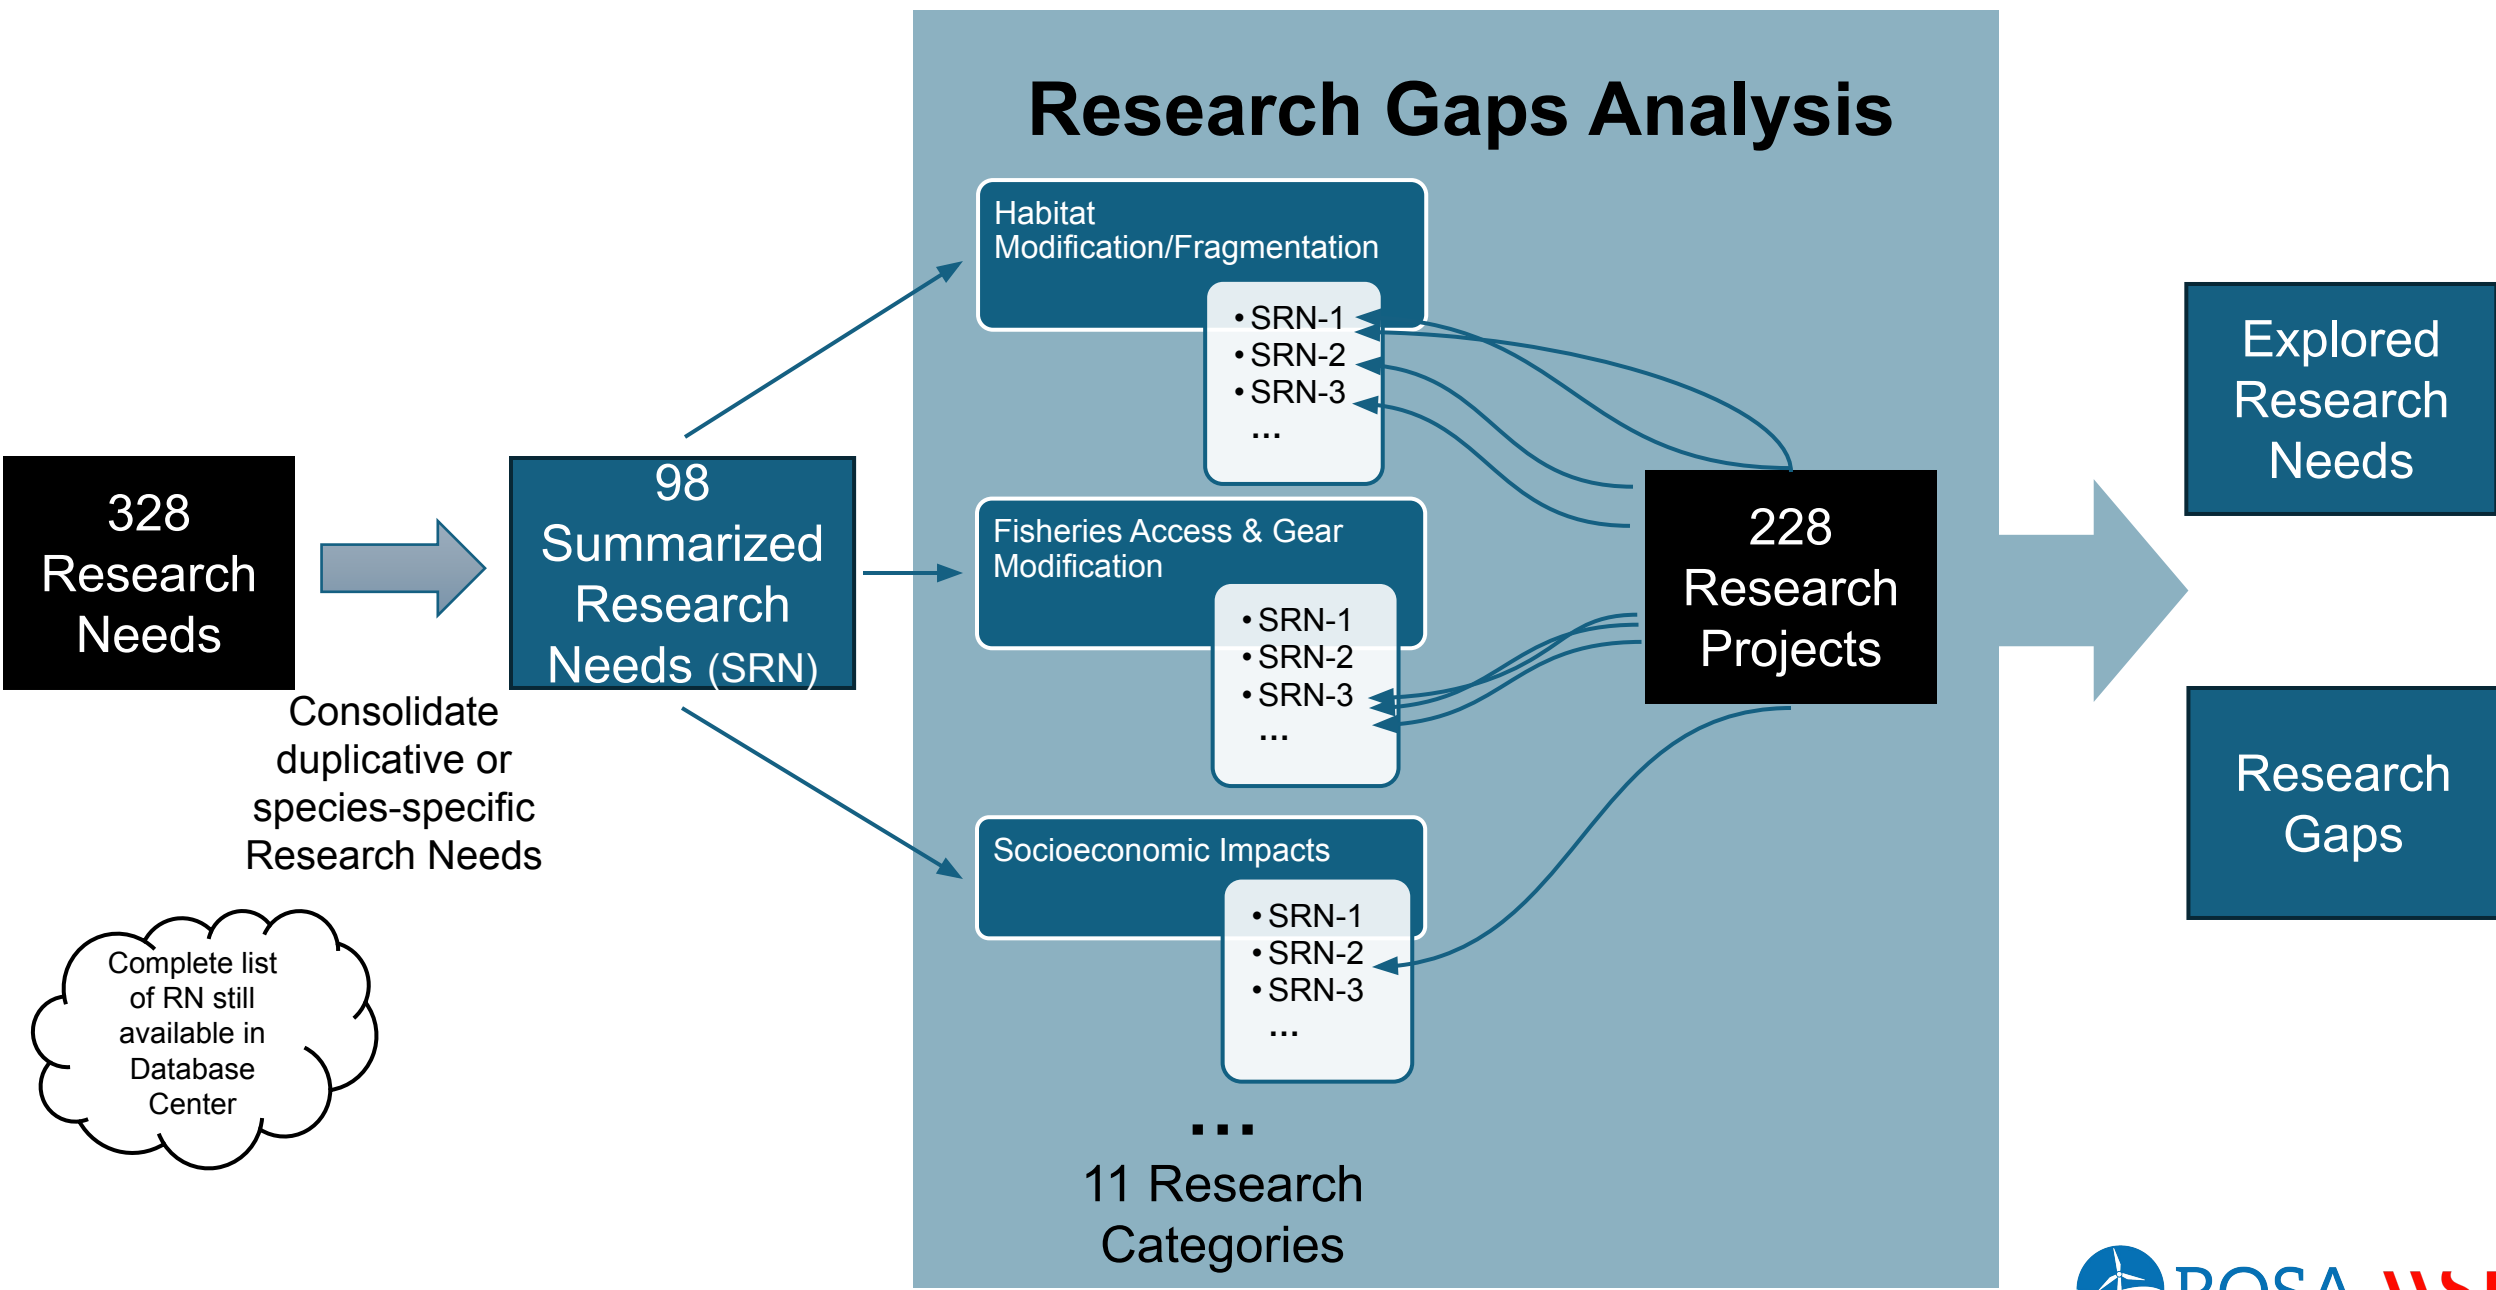 Research Gaps Analysis
328
Research
Needs
Consolidate
duplicative or
species-specific
Research Needs
Complete list
of RN still
available in
Database
Center
98
Summarized
Research
Needs (SRN)
Habitat
Modification/Fragmentation
• SRN-1
• SRN-2
• SRN-3
...
Fisheries Access & Gear
Modification
• SRN-1
• SRN-2
• SRN-3
...
Socioeconomic Impacts
• SRN-1
• SRN-2
• SRN-3
...
...
11 Research
Categories
228
Research
Projects
Explored
Research
Needs
Research
Gaps
ROSA